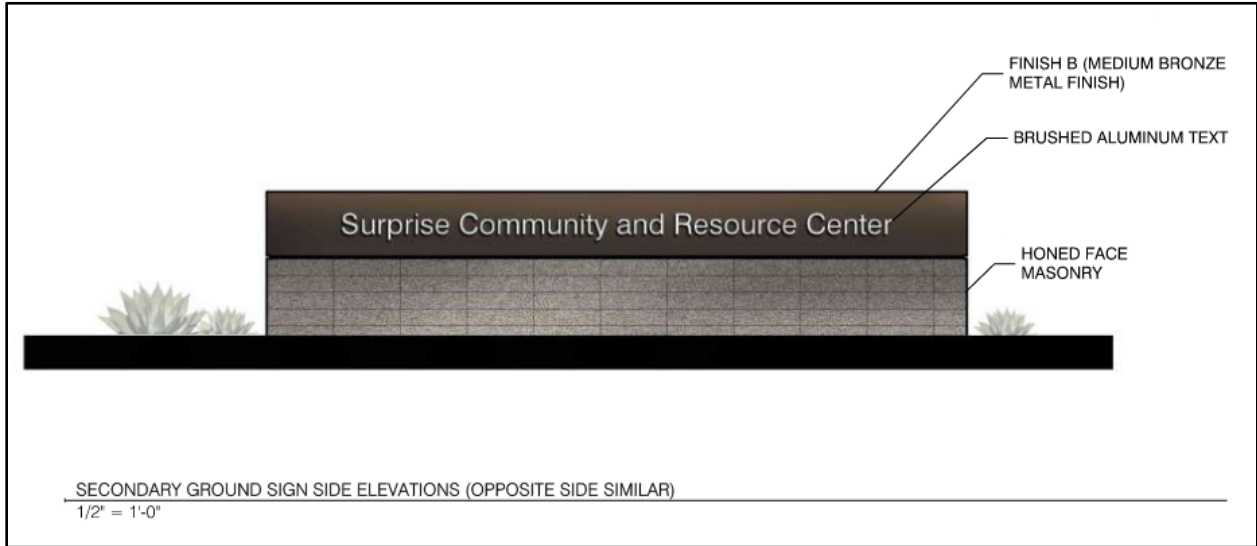 FINISH B (MEDIUM BRONZE
METAL FINISH)
BRUSHED ALUMINUM TEXT
Surprise Community and Resource Center
HONED FACE
MASONRY
SECONDARY GROUND SIGN SIDE ELEVATIONS (OPPOSITE SIDE SIMILAR)
1/2" = 1'-0"